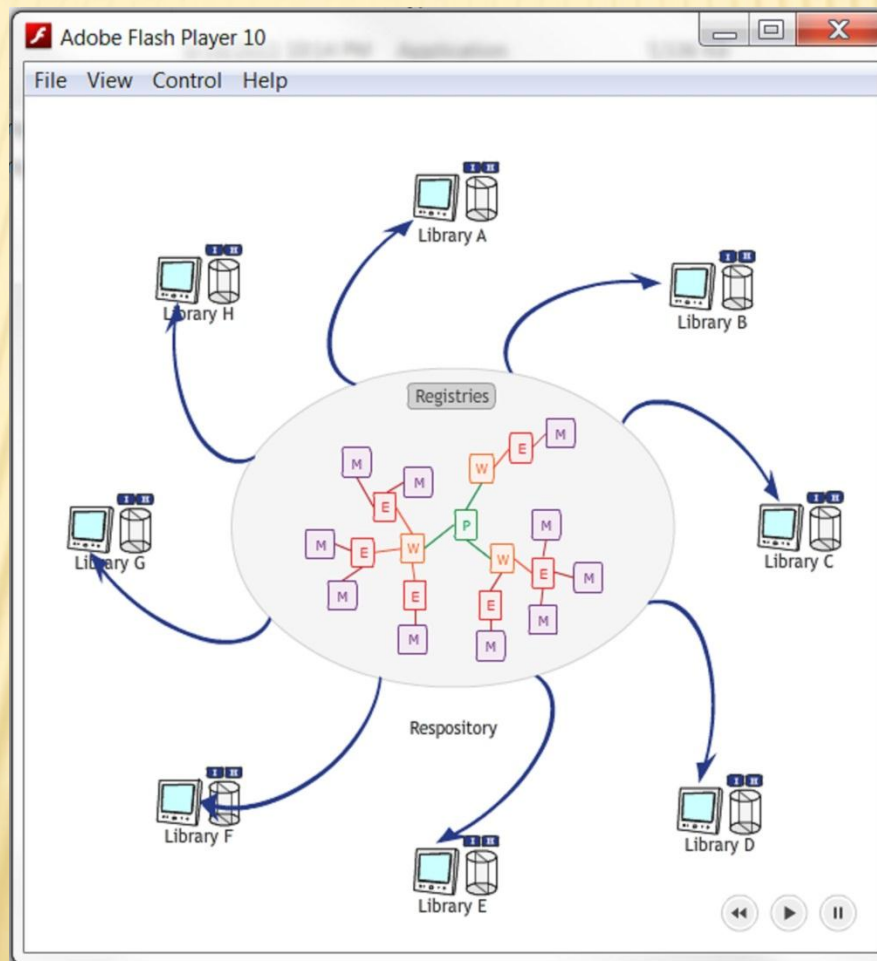 Adobe Flash Player 10
File View Control Help
I H
Library A
I H
Library H
I H
Library B
Registries
M
W
E
M
M
M
E
P
M
M
E
W
W
E
M
M
E
E
M
M
M
M
I H
Library G
I H
Library C
Respository
I H
Library F
I H
Library D
I H
Library E